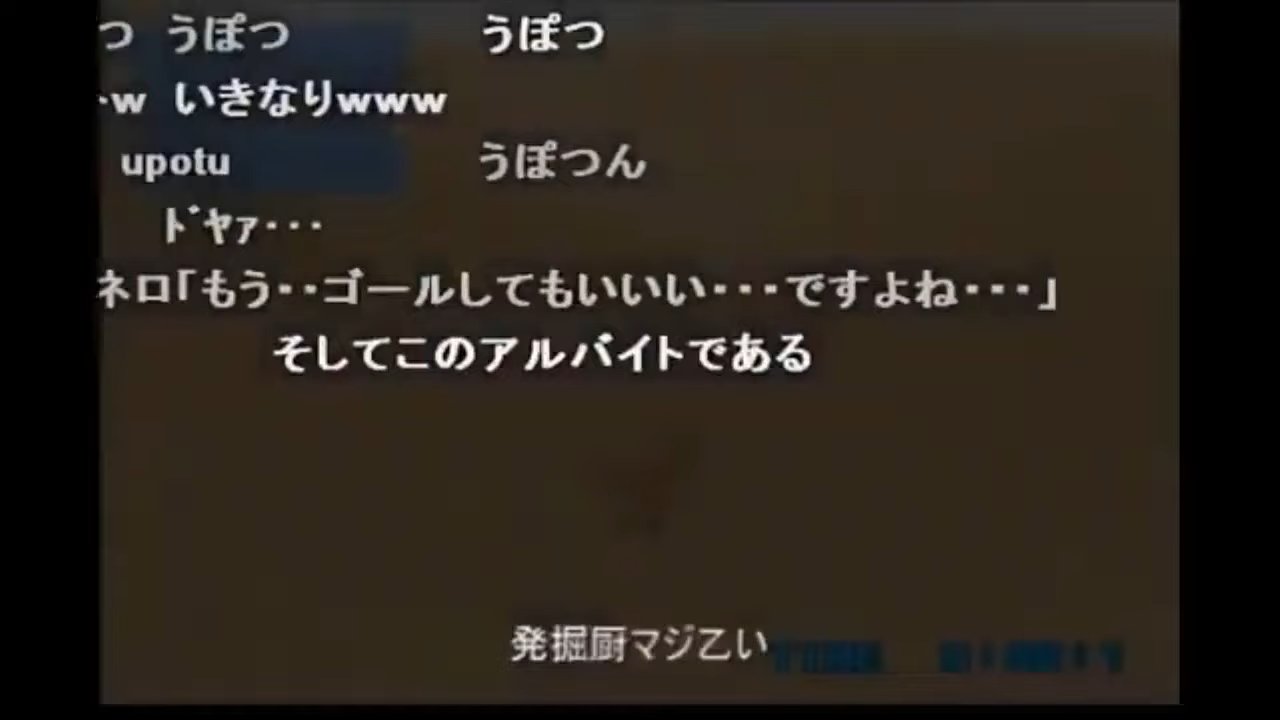 つ うぽつ うぽつ
w いきなりwww
upotu うぽつん
ﾄﾞﾔｧ･･･
ネロ「もう・・ゴールしてもいいい・・・ですよね・・・」
そしてこのアルバイトである
発掘厨マジ乙い